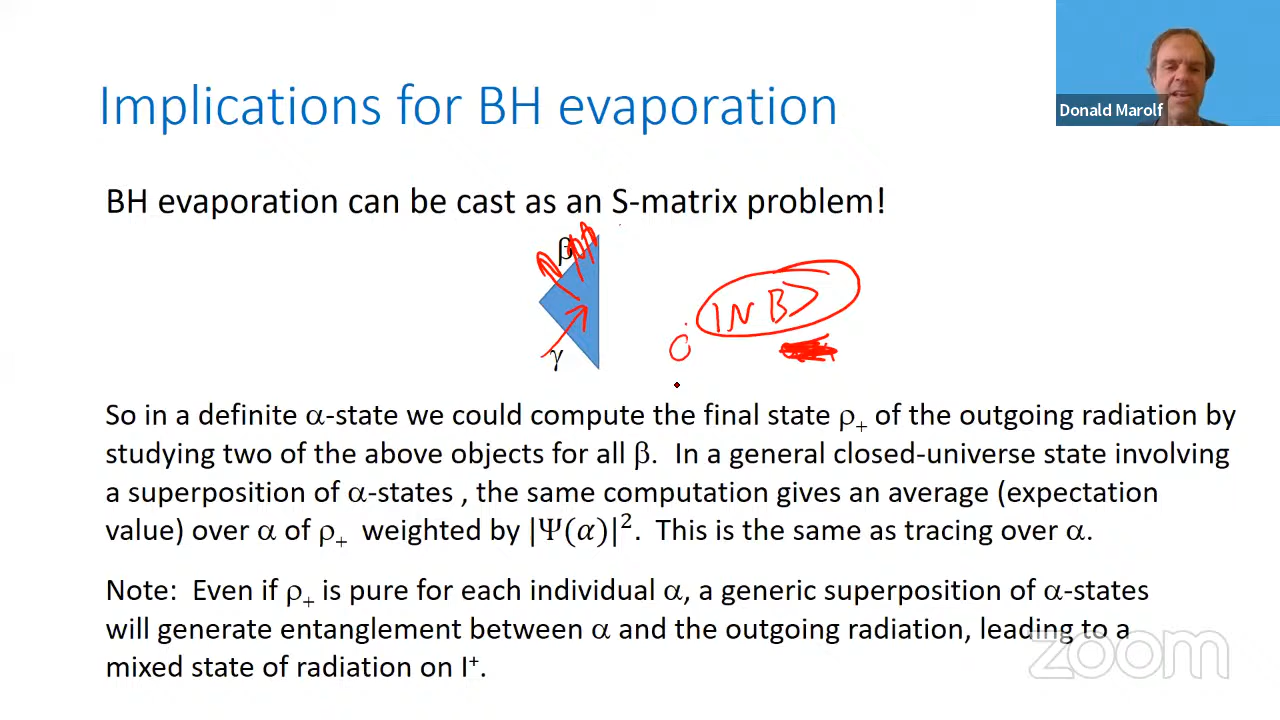 Donald Marolf
Implications for BH evaporation
BH evaporation can be cast as an S-matrix problem!
β
γ
So in a definite α-state we could compute the final state ρ₊ of the outgoing radiation by
studying two of the above objects for all β. In a general closed-universe state involving
a superposition of α-states , the same computation gives an average (expectation
value) over α of ρ₊ weighted by |Ψ(α)|². This is the same as tracing over α.
Note: Even if ρ₊ is pure for each individual α, a generic superposition of α-states
will generate entanglement between α and the outgoing radiation, leading to a
mixed state of radiation on I⁺.
zoom